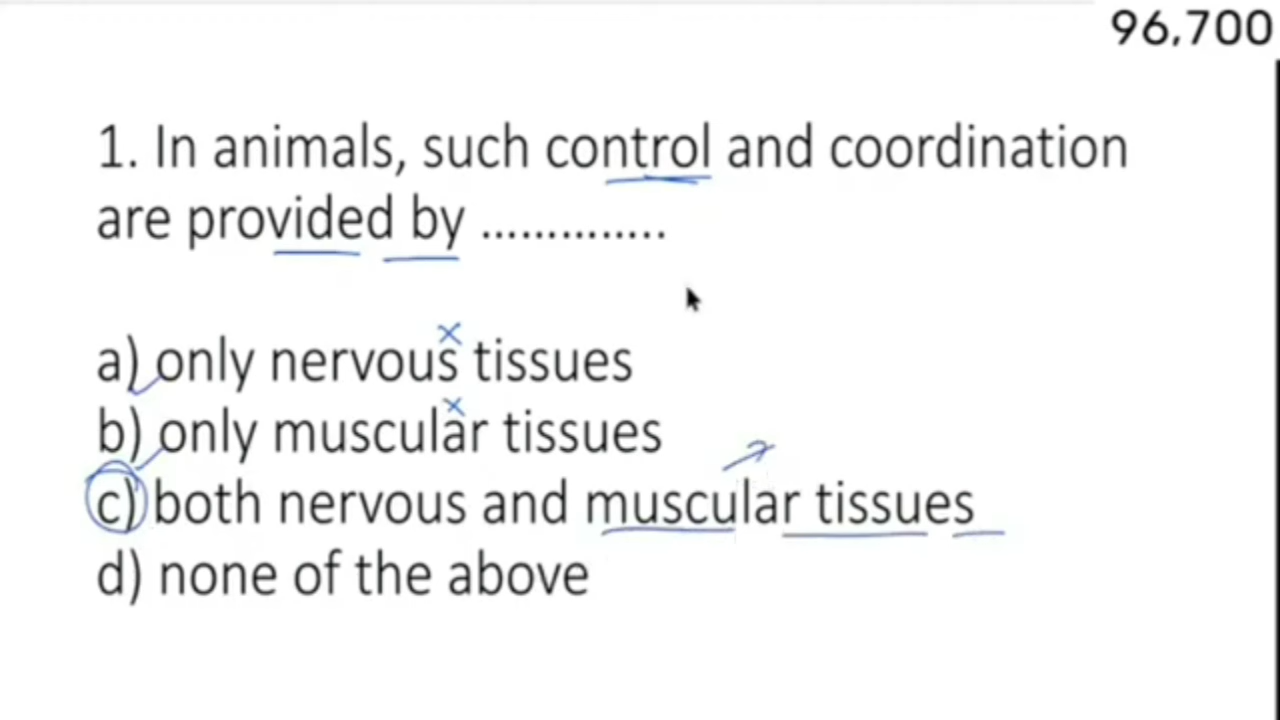 96,700
1. In animals, such control and coordination
are provided by ..............
a) only nervous tissues
b) only muscular tissues
c) both nervous and muscular tissues
d) none of the above